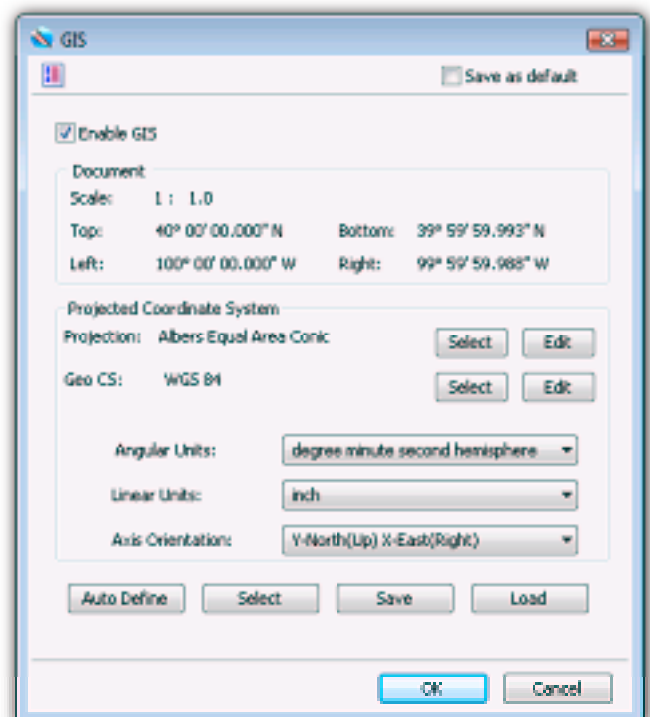 GIS
Save as default
Enable GIS
Document
Scale: 1 : 1.0
Top: 40° 00' 00.000" N Bottom: 39° 59' 59.993" N
Left: 100° 00' 00.000" W Right: 99° 59' 59.988" W
Projected Coordinate System
Projection: Albers Equal Area Conic Select Edit
Geo CS: WGS 84 Select Edit
Angular Units: degree minute second hemisphere
Linear Units: inch
Axis Orientation: Y-North(Up) X-East(Right)
Auto Define Select Save Load
OK Cancel